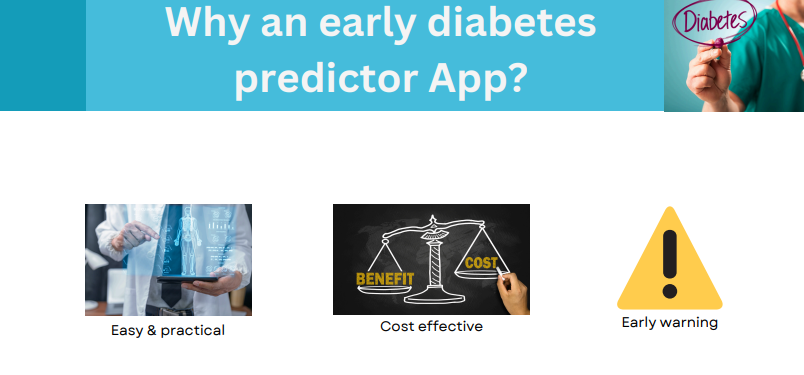 Why an early diabetes
predictor App?
Diabetes
BENEFIT
COST
Easy & practical
Cost effective
Early warning